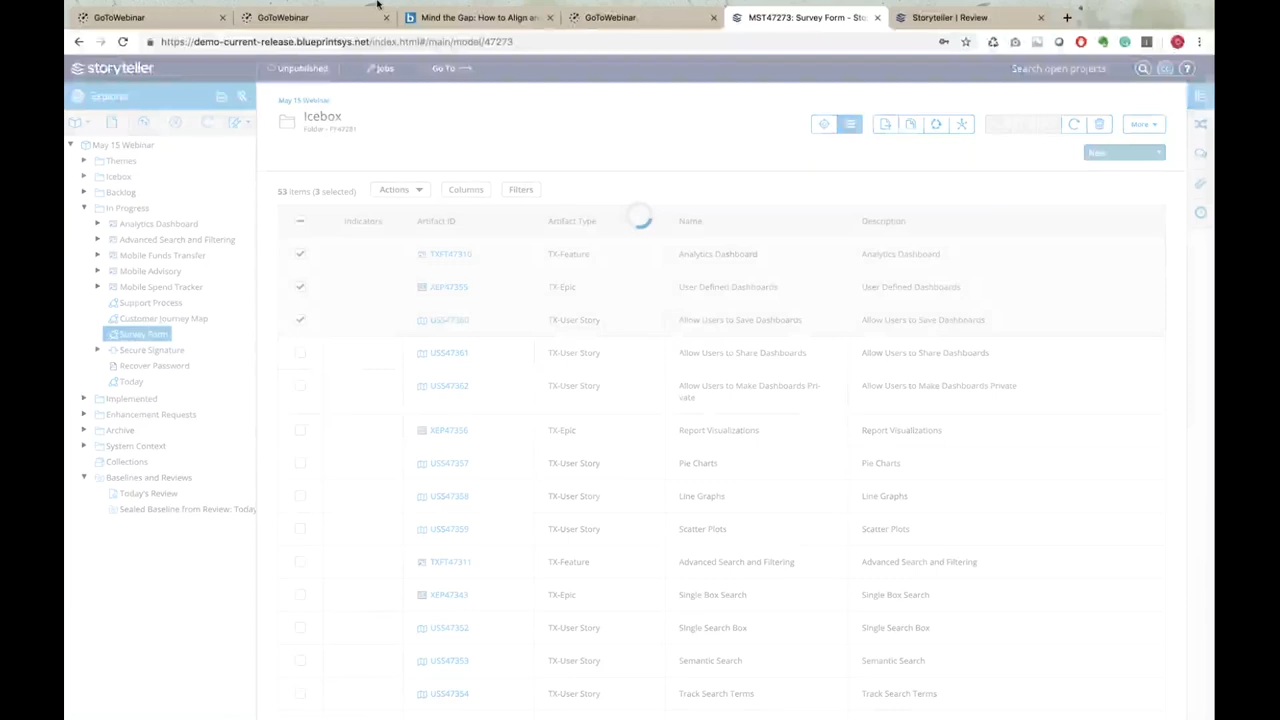 GoToWebinar
GoToWebinar
Mind the Gap: How to Align an
GoToWebinar
MST47273: Survey Form - Sto
Storyteller | Review
https://demo-current-release.blueprintsys.net/index.html#/main/model/47273
storyteller
Unpublished
Jobs
Go To
Search open projects
Explorer
May 15 Webinar
Themes
Icebox
Backlog
In Progress
Analytics Dashboard
Advanced Search and Filtering
Mobile Funds Transfer
Mobile Advisory
Mobile Spend Tracker
Support Process
Customer Journey Map
Survey Form
Secure Signature
Recover Password
Today
Implemented
Enhancement Requests
Archive
System Context
Collections
Baselines and Reviews
Today's Review
Sealed Baseline from Review: Today
May 15 Webinar
Icebox
Folder - FY47281
More
New
53 items (3 selected)
Actions
Columns
Filters
Indicators Artifact ID Artifact Type Name Description
TXFT47310 TX-Feature Analytics Dashboard Analytics Dashboard
XEP47355 TX-Epic User Defined Dashboards User Defined Dashboards
USS47360 TX-User Story Allow Users to Save Dashboards Allow Users to Save Dashboards
USS47361 TX-User Story Allow Users to Share Dashboards Allow Users to Share Dashboards
USS47362 TX-User Story Allow Users to Make Dashboards Pri- Allow Users to Make Dashboards Private
vate
XEP47356 TX-Epic Report Visualizations Report Visualizations
USS47357 TX-User Story Pie Charts Pie Charts
USS47358 TX-User Story Line Graphs Line Graphs
USS47359 TX-User Story Scatter Plots Scatter Plots
TXFT47311 TX-Feature Advanced Search and Filtering Advanced Search and Filtering
XEP47343 TX-Epic Single Box Search Single Box Search
USS47352 TX-User Story Single Search Box Single Search Box
USS47353 TX-User Story Semantic Search Semantic Search
USS47354 TX-User Story Track Search Terms Track Search Terms